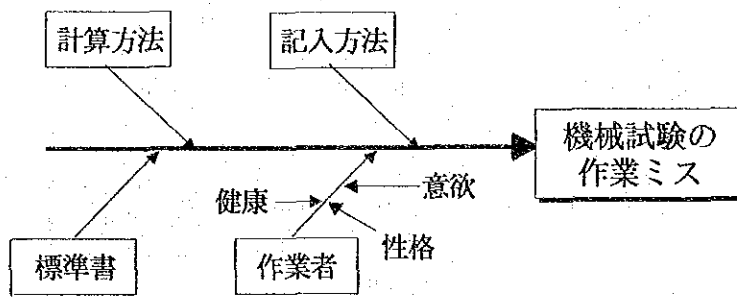 計算方法
記入方法
機械試験の
作業ミス
健康
意欲
性格
標準書
作業者